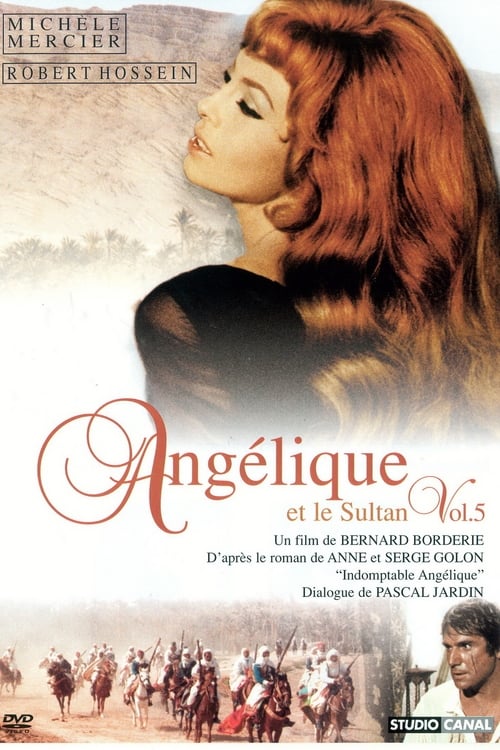 MICHÈLE
MERCIER
ROBERT HOSSEIN
Angélique
et le Sultan Vol.5
Un film de BERNARD BORDERIE
D'après le roman de ANNE et SERGE GOLON
“Indomptable Angélique”
Dialogue de PASCAL JARDIN
DVD
VIDEO
STUDIO CANAL